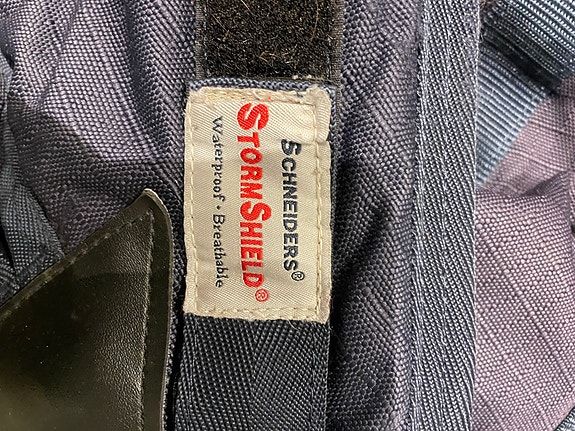 SCHNEIDERS®
STORMSHIELD®
Waterproof • Breathable